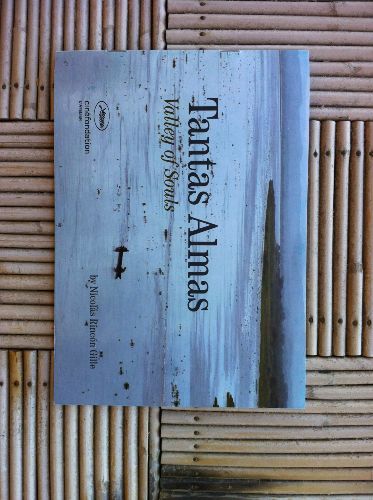 Tantas Almas
Valley of Souls
by Nicolás Rincón Gille
cinéfondation